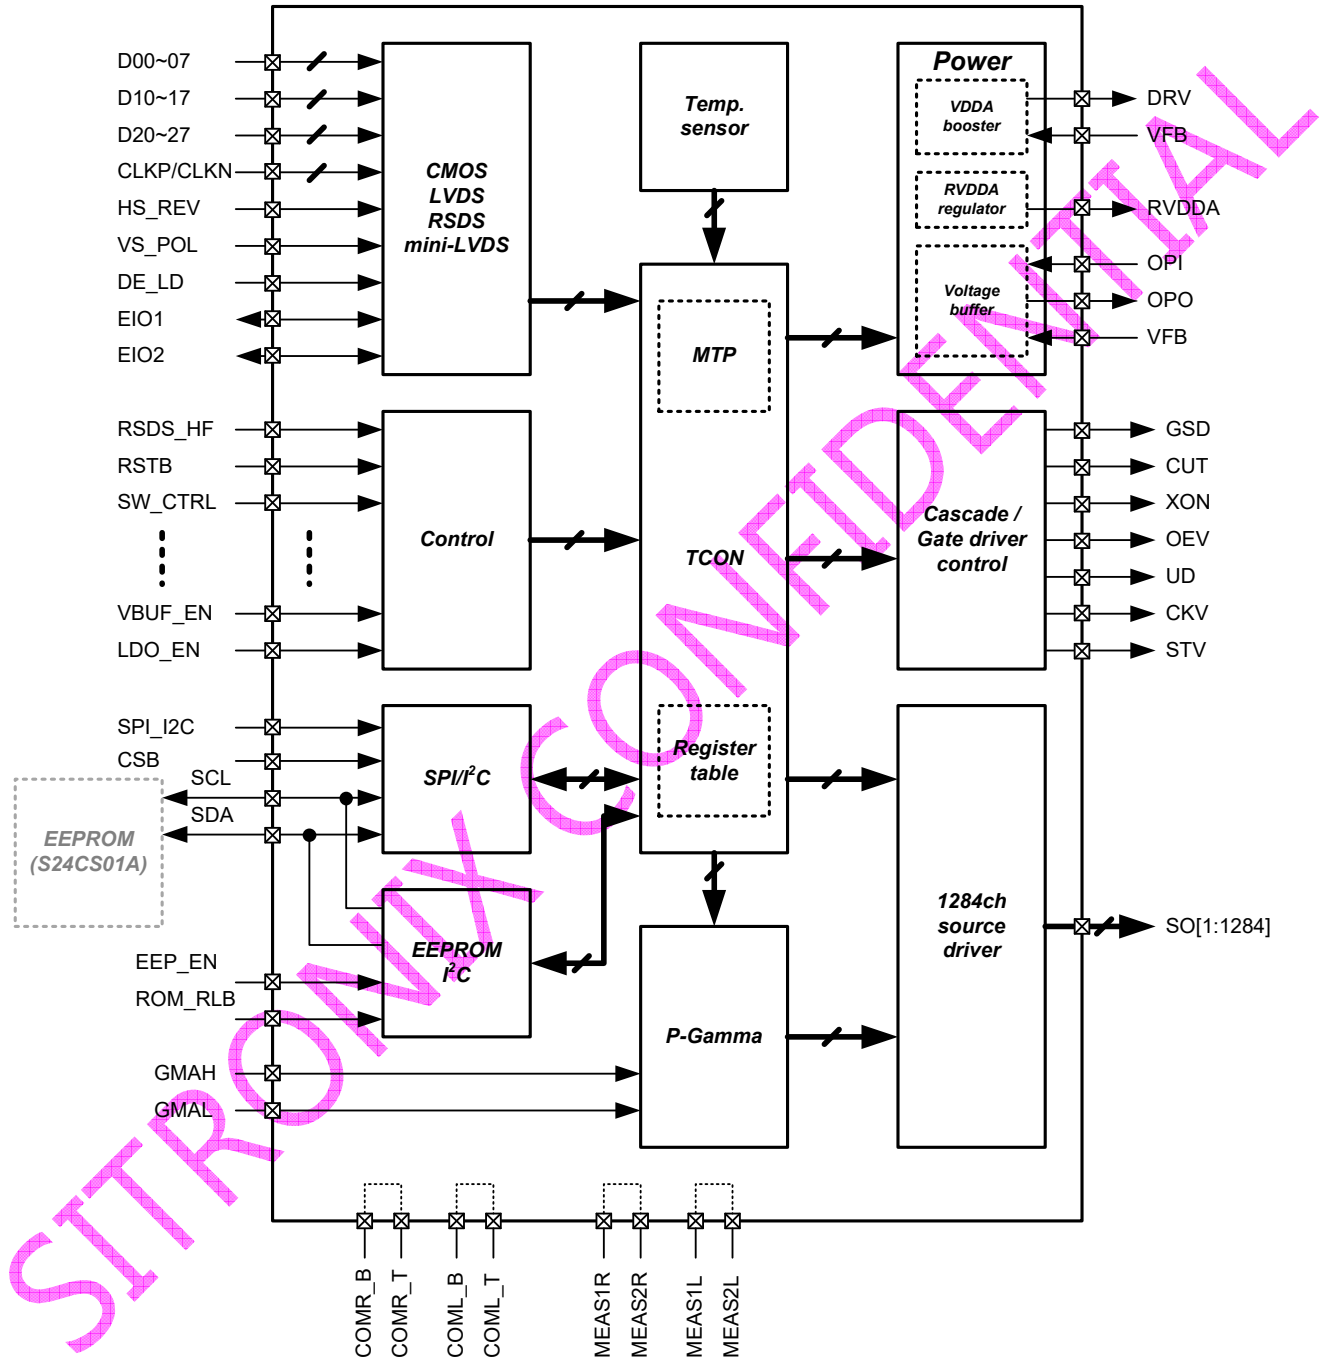 D00~07
D10~17
D20~27
CLKP/CLKN
HS_REV
VS_POL
DE_LD
EIO1
EIO2
CMOS
LVDS
RSDS
mini-LVDS
Temp.
sensor
Power
VDDA
booster
RVDDA
regulator
Voltage
buffer
DRV
VFB
RVDDA
OPI
OPO
VFB
RSDS_HF
RSTB
SW_CTRL
VBUF_EN
LDO_EN
Control
MTP
TCON
Register
table
Cascade /
Gate driver
control
GSD
CUT
XON
OEV
UD
CKV
STV
SPI_I2C
CSB
SCL
SDA
EEPROM
(S24CS01A)
SPI/I²C
EEPROM
I²C
EEP_EN
ROM_RLB
GMAH
GMAL
P-Gamma
1284ch
source
driver
SO[1:1284]
COMR_B
COMR_T
COML_B
COML_T
MEAS1R
MEAS2R
MEAS1L
MEAS2L
SITRONIX CONFIDENTIAL